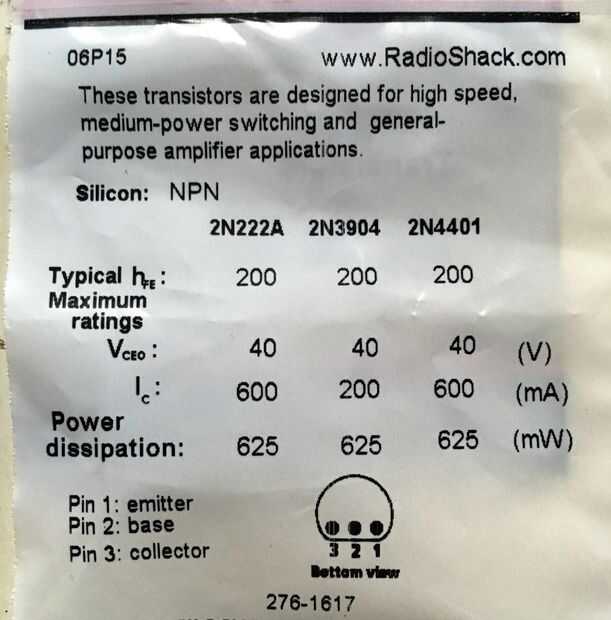 06P15 www.RadioShack.com
These transistors are designed for high speed,
medium-power switching and general-
purpose amplifier applications.
Silicon: NPN
2N222A 2N3904 2N4401
Typical hFE: 200 200 200
Maximum
ratings
VCEO: 40 40 40 (V)
Ic: 600 200 600 (mA)
Power
dissipation: 625 625 625 (mW)
Pin 1: emitter
Pin 2: base
Pin 3: collector
3 2 1
Bottom view
276-1617